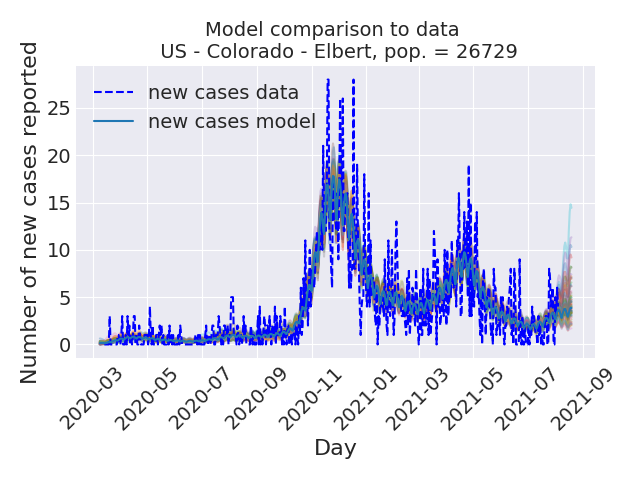 Model comparison to data
US - Colorado - Elbert, pop. = 26729
new cases data
new cases model
Number of new cases reported
25
20
15
10
5
0
2020-03
2020-05
2020-07
2020-09
2020-11
2021-01
2021-03
2021-05
2021-07
2021-09
Day